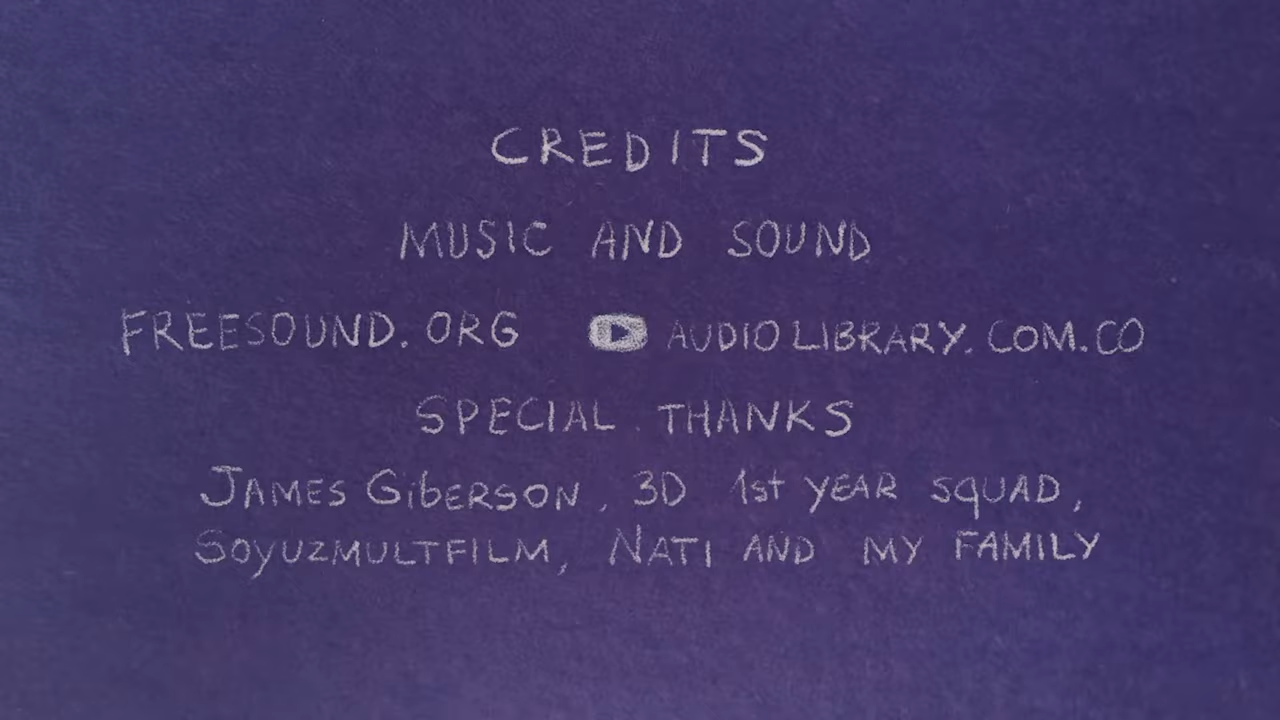 CREDITS
MUSIC AND SOUND
FREESOUND.ORG AUDIOLIBRARY.COM.CO
SPECIAL THANKS
JAMES GibERSON, 3D 1st YEAR SQUAD,
SOYUZMULTFILM, NATI AND MY FAMILY